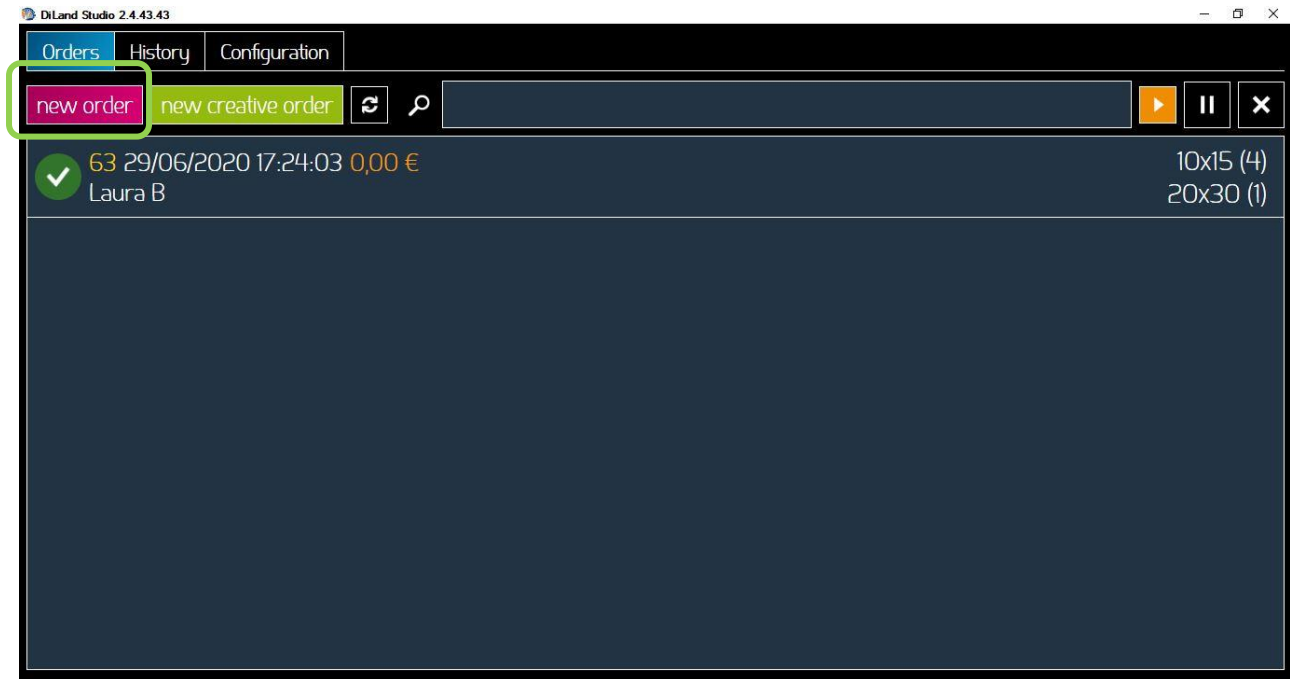 DiLand Studio 2.4.43.43
Orders History Configuration
new order new creative order
63 29/06/2020 17:24:03 0,00 € 10x15 (4)
Laura B 20x30 (1)